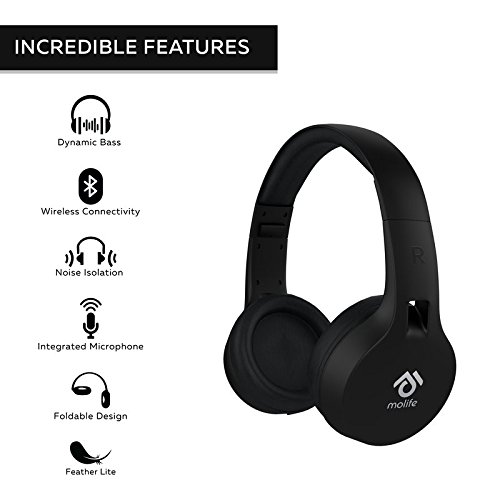 INCREDIBLE FEATURES
Dynamic Bass
Wireless Connectivity
Noise Isolation
Integrated Microphone
Foldable Design
Feather Lite
R
molife